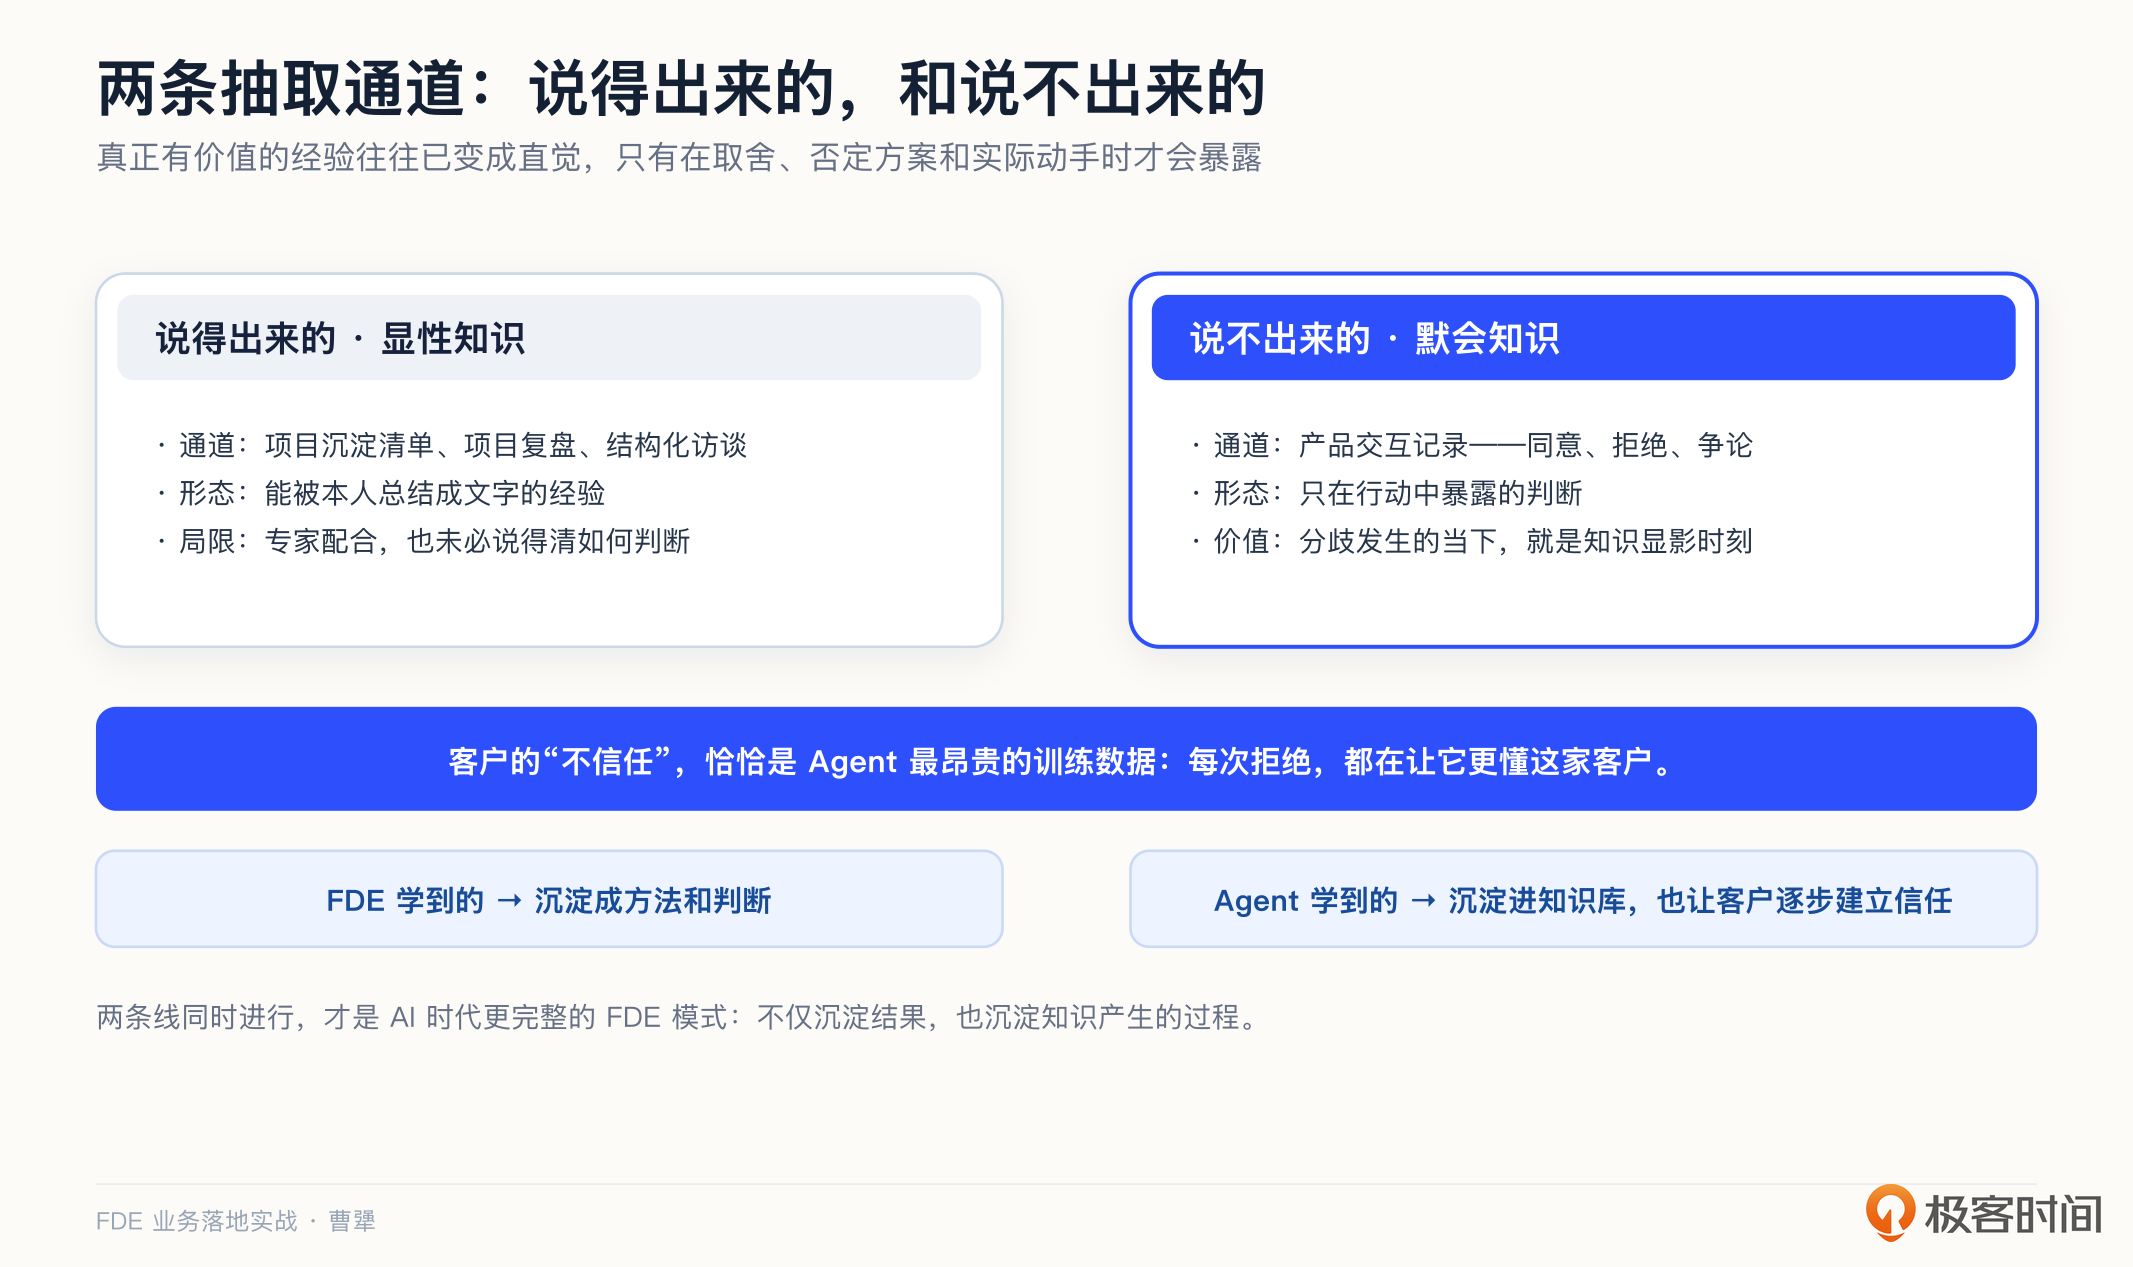 两条抽取通道：说得出来的，和说不出来的
真正有价值的经验往往已变成直觉，只有在取舍、否定方案和实际动手时才会暴露
说得出来的 · 显性知识
· 通道：项目沉淀清单、项目复盘、结构化访谈
· 形态：能被本人总结成文字的经验
· 局限：专家配合，也未必说得清如何判断
说不出来的 · 默会知识
· 通道：产品交互记录——同意、拒绝、争论
· 形态：只在行动中暴露的判断
· 价值：分歧发生的当下，就是知识显影时刻
客户的“不信任”，恰恰是 Agent 最昂贵的训练数据：每次拒绝，都在让它更懂这家客户。
FDE 学到的 → 沉淀成方法和判断
Agent 学到的 → 沉淀进知识库，也让客户逐步建立信任
两条线同时进行，才是 AI 时代更完整的 FDE 模式：不仅沉淀结果，也沉淀知识产生的过程。
FDE 业务落地实战 · 曹犟
极客时间